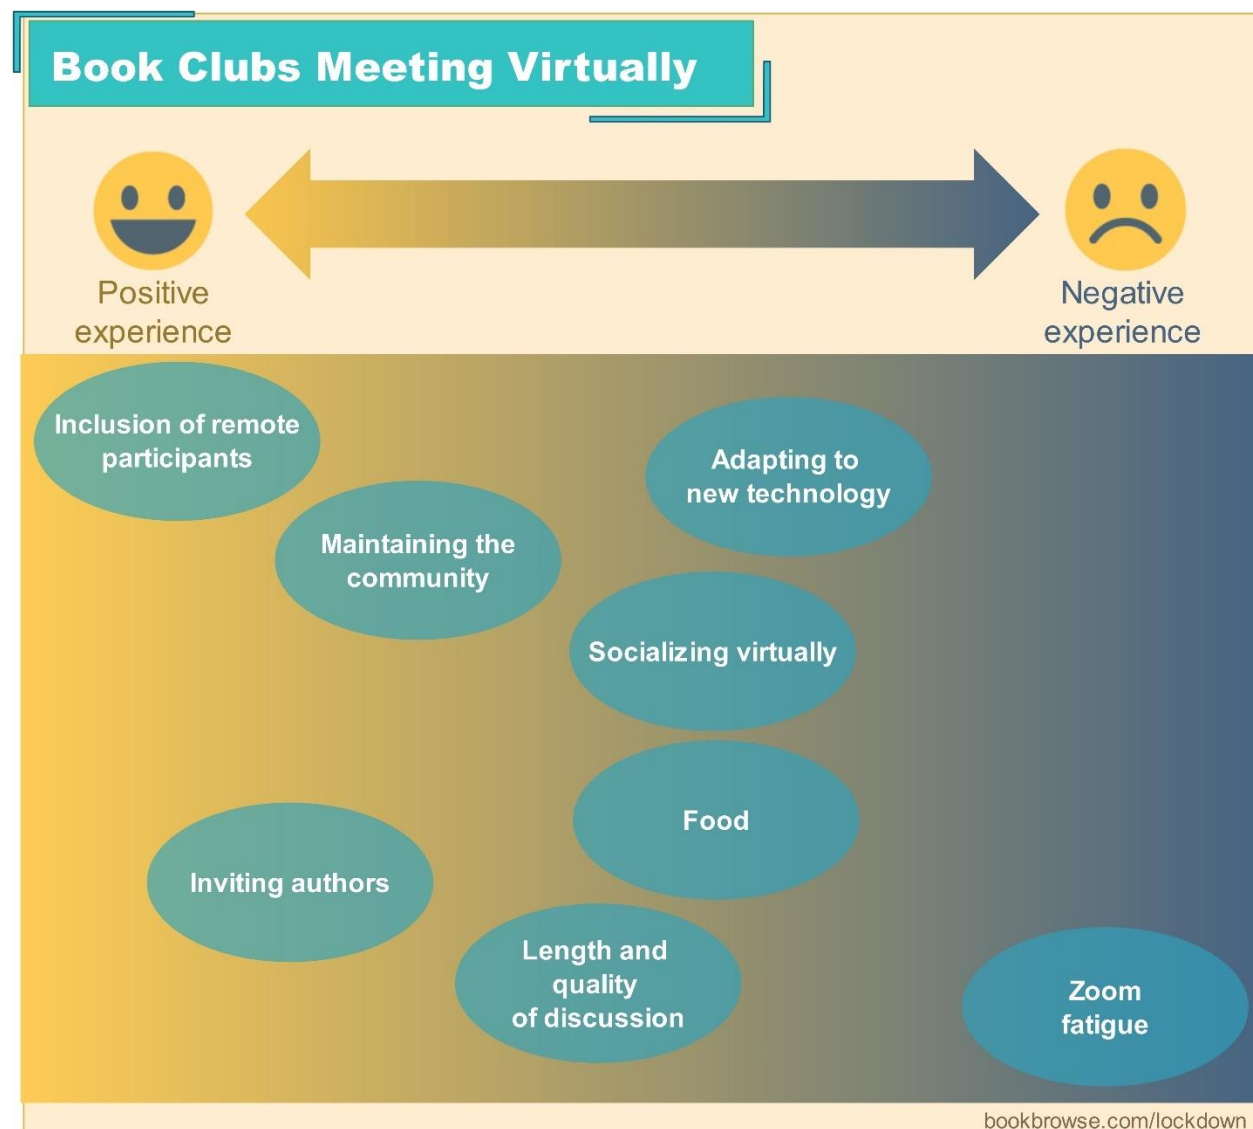 Book Clubs Meeting Virtually
Positive
experience
Negative
experience
Inclusion of remote
participants
Adapting to
new technology
Maintaining the
community
Socializing virtually
Food
Inviting authors
Length and
quality
of discussion
Zoom
fatigue
bookbrowse.com/lockdown